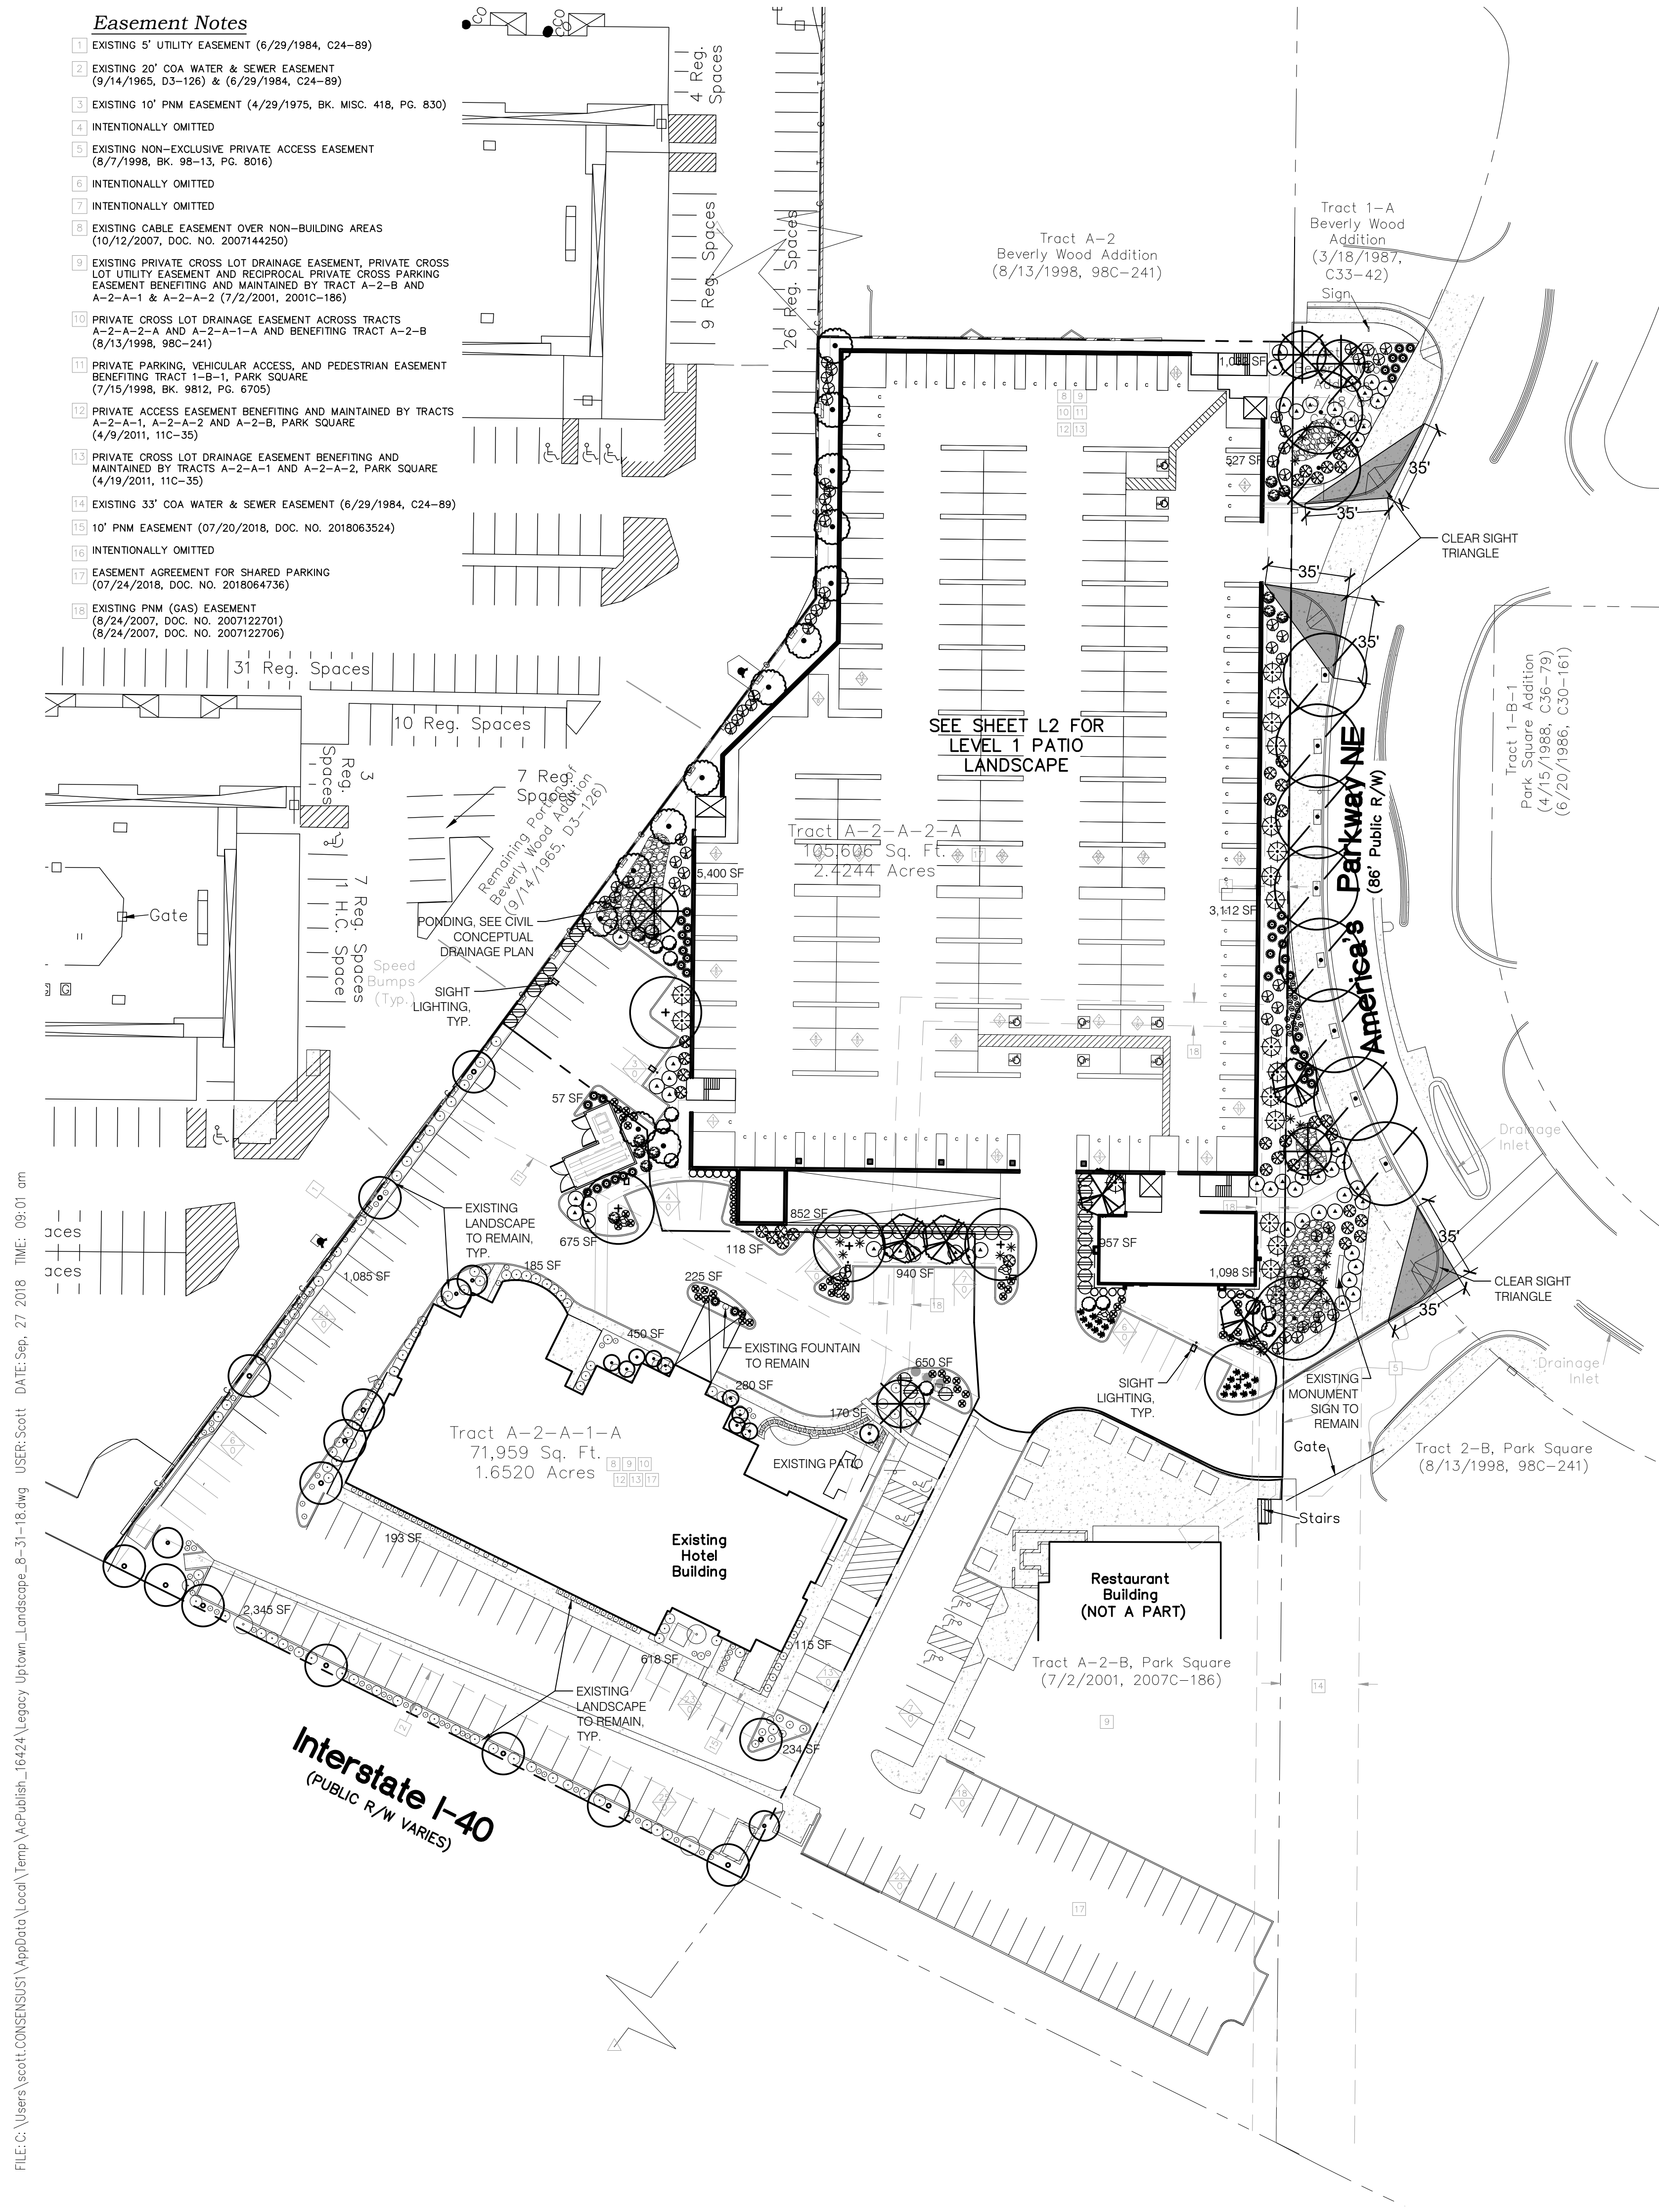 Easement Notes
1 EXISTING 5' UTILITY EASEMENT (6/29/1984, C24-89)
2 EXISTING 20' COA WATER & SEWER EASEMENT
(9/14/1965, D3-126) & (6/29/1984, C24-89)
3 EXISTING 10' PNM EASEMENT (4/29/1975, BK. MISC. 418, PG. 830)
4 INTENTIONALLY OMITTED
5 EXISTING NON-EXCLUSIVE PRIVATE ACCESS EASEMENT
(8/7/1998, BK. 98-13, PG. 8016)
6 INTENTIONALLY OMITTED
7 INTENTIONALLY OMITTED
8 EXISTING CABLE EASEMENT OVER NON-BUILDING AREAS
(10/12/2007, DOC. NO. 2007144250)
9 EXISTING PRIVATE CROSS LOT DRAINAGE EASEMENT, PRIVATE CROSS
LOT UTILITY EASEMENT AND RECIPROCAL PRIVATE CROSS PARKING
EASEMENT BENEFITING AND MAINTAINED BY TRACT A-2-B AND
A-2-A-1 & A-2-A-2 (7/2/2001, 2001C-186)
10 PRIVATE CROSS LOT DRAINAGE EASEMENT ACROSS TRACTS
A-2-A-2-A AND A-2-A-1-A AND BENEFITING TRACT A-2-B
(8/13/1998, 98C-241)
11 PRIVATE PARKING, VEHICULAR ACCESS, AND PEDESTRIAN EASEMENT
BENEFITING TRACT 1-B-1, PARK SQUARE
(7/15/1998, BK. 9812, PG. 6705)
12 PRIVATE ACCESS EASEMENT BENEFITING AND MAINTAINED BY TRACTS
A-2-A-1, A-2-A-2 AND A-2-B, PARK SQUARE
(4/9/2011, 11C-35)
13 PRIVATE CROSS LOT DRAINAGE EASEMENT BENEFITING AND
MAINTAINED BY TRACTS A-2-A-1 AND A-2-A-2, PARK SQUARE
(4/19/2011, 11C-35)
14 EXISTING 33' COA WATER & SEWER EASEMENT (6/29/1984, C24-89)
15 10' PNM EASEMENT (07/20/2018, DOC. NO. 2018063524)
16 INTENTIONALLY OMITTED
17 EASEMENT AGREEMENT FOR SHARED PARKING
(07/24/2018, DOC. NO. 2018064736)
18 EXISTING PNM (GAS) EASEMENT
(8/24/2007, DOC. NO. 2007122701)
(8/24/2007, DOC. NO. 2007122706)
CO
4 Reg.
Spaces
9 Reg. Spaces
26 Reg. Spaces
Tract A-2
Beverly Wood Addition
(8/13/1998, 98C-241)
Tract 1-A
Beverly Wood
Addition
(3/18/1987,
C33-42)
Sign
527 SF
35'
35'
CLEAR SIGHT
TRIANGLE
35'
35'
8 9
10 11
12 13
31 Reg. Spaces
10 Reg. Spaces
3
Reg.
Spaces
7 Reg.
Spaces
Remaining Portion of
Beverly Wood Addition
(9/14/1965, D3-126)
7 Reg. Spaces
1 H.C. Space
Gate
G
SEE SHEET L2 FOR
LEVEL 1 PATIO
LANDSCAPE
Tract A-2-A-2-A
105,606 Sq. Ft.
2.4244 Acres
17
5,400 SF
3,112 SF
America's Parkway NE
(86' Public R/W)
Tract 1-B-1
Park Square Addition
(4/15/1988, C36-79)
(6/20/1986, C30-161)
PONDING, SEE CIVIL
CONCEPTUAL
DRAINAGE PLAN
Speed
Bumps
(Typ.)
SIGHT
LIGHTING,
TYP.
18
57 SF
Drainage
Inlet
EXISTING
LANDSCAPE
TO REMAIN,
TYP.
675 SF
852 SF
118 SF
940 SF
957 SF
1,098 SF
18
18
35'
35'
CLEAR SIGHT
TRIANGLE
aces
aces
1,085 SF
185 SF
225 SF
450 SF
EXISTING FOUNTAIN
TO REMAIN
280 SF
650 SF
170 SF
SIGHT
LIGHTING,
TYP.
EXISTING
MONUMENT
SIGN TO
REMAIN
5
Drainage
Inlet
Gate
Tract 2-B, Park Square
(8/13/1998, 98C-241)
Stairs
Tract A-2-A-1-A
71,959 Sq. Ft.
1.6520 Acres
8 9 10
12 13 17
EXISTING PATIO
193 SF
Existing
Hotel
Building
Restaurant
Building
(NOT A PART)
2,345 SF
618 SF
115 SF
Tract A-2-B, Park Square
(7/2/2001, 2007C-186)
14
9
EXISTING
LANDSCAPE
TO REMAIN,
TYP.
2
234 SF
Interstate I-40
(PUBLIC R/W VARIES)
17
FILE: C:\Users\scott.CONSENSUS1\AppData\Local\Temp\AcPublish_16424\Legacy Uptown_Landscape_8-31-18.dwg USER: Scott DATE: Sep, 27 2018 TIME: 09:01 am